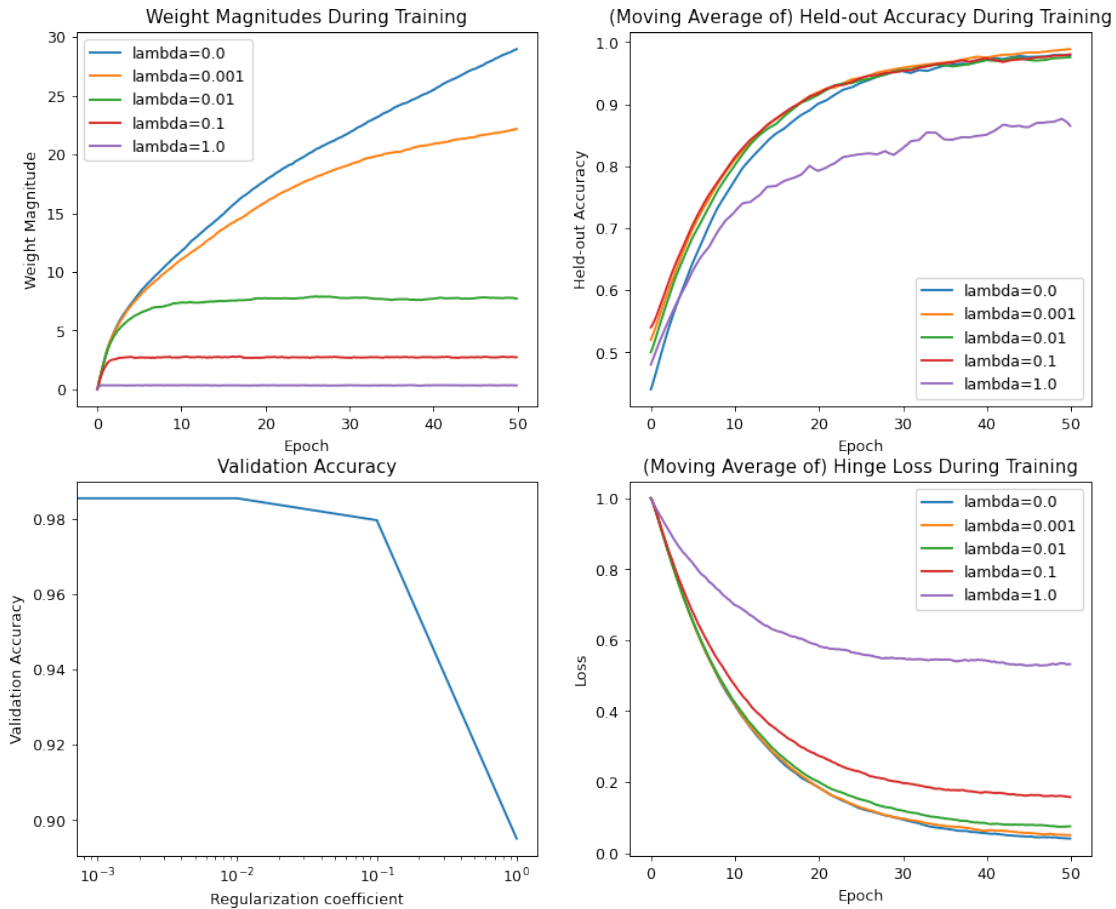 Weight Magnitudes During Training
30
25
20
15
10
5
0
Weight Magnitude
lambda=0.0
lambda=0.001
lambda=0.01
lambda=0.1
lambda=1.0
0 10 20 30 40 50
Epoch
(Moving Average of) Held-out Accuracy During Training
1.0
0.9
0.8
0.7
0.6
0.5
Held-out Accuracy
lambda=0.0
lambda=0.001
lambda=0.01
lambda=0.1
lambda=1.0
0 10 20 30 40 50
Epoch
Validation Accuracy
0.98
0.96
0.94
0.92
0.90
Validation Accuracy
10⁻³ 10⁻² 10⁻¹ 10⁰
Regularization coefficient
(Moving Average of) Hinge Loss During Training
1.0
0.8
0.6
0.4
0.2
0.0
Loss
lambda=0.0
lambda=0.001
lambda=0.01
lambda=0.1
lambda=1.0
0 10 20 30 40 50
Epoch